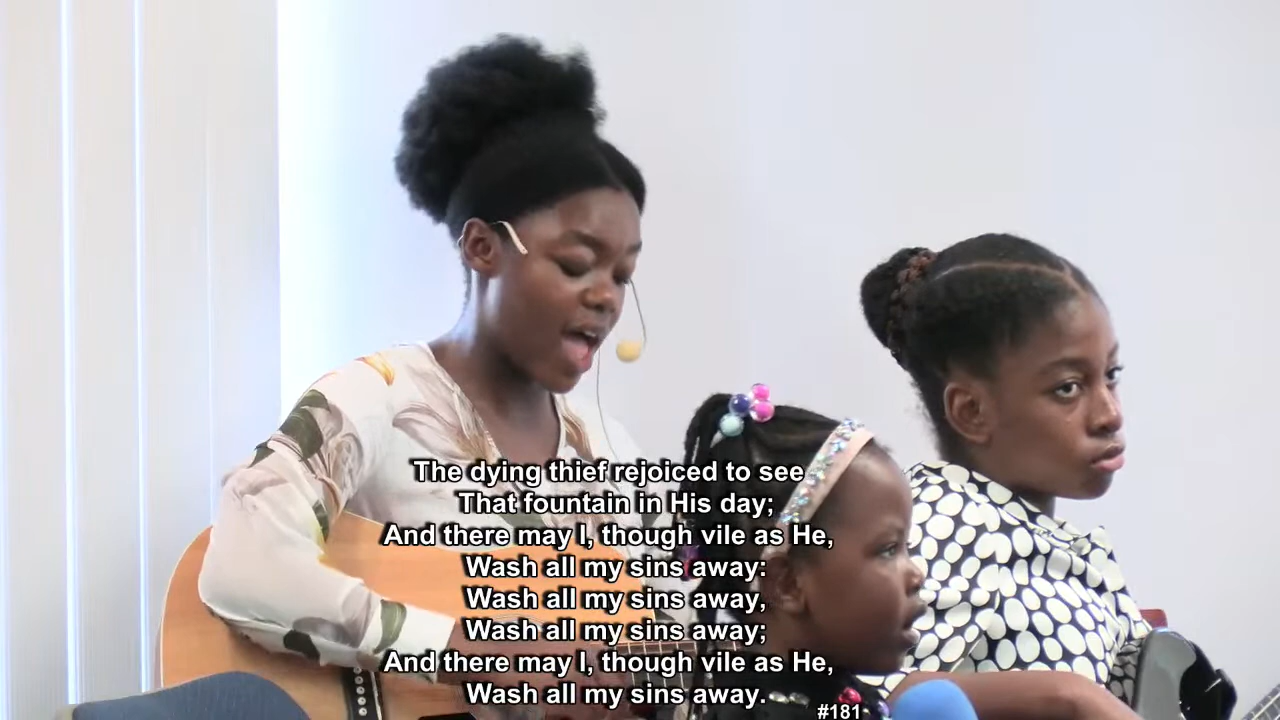 The dying thief rejoiced to see
That fountain in His day;
And there may I, though vile as He,
Wash all my sins away:
Wash all my sins away,
Wash all my sins away;
And there may I, though vile as He,
Wash all my sins away.
#181